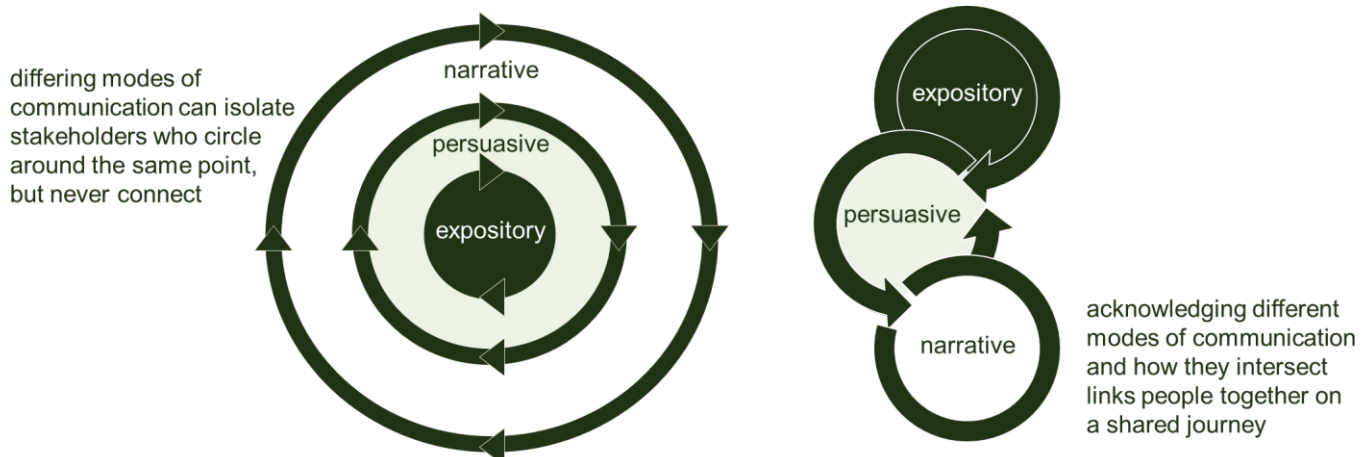 differing modes of
communication can isolate
stakeholders who circle
around the same point,
but never connect
narrative
persuasive
expository
expository
persuasive
narrative
acknowledging different
modes of communication
and how they intersect
links people together on
a shared journey